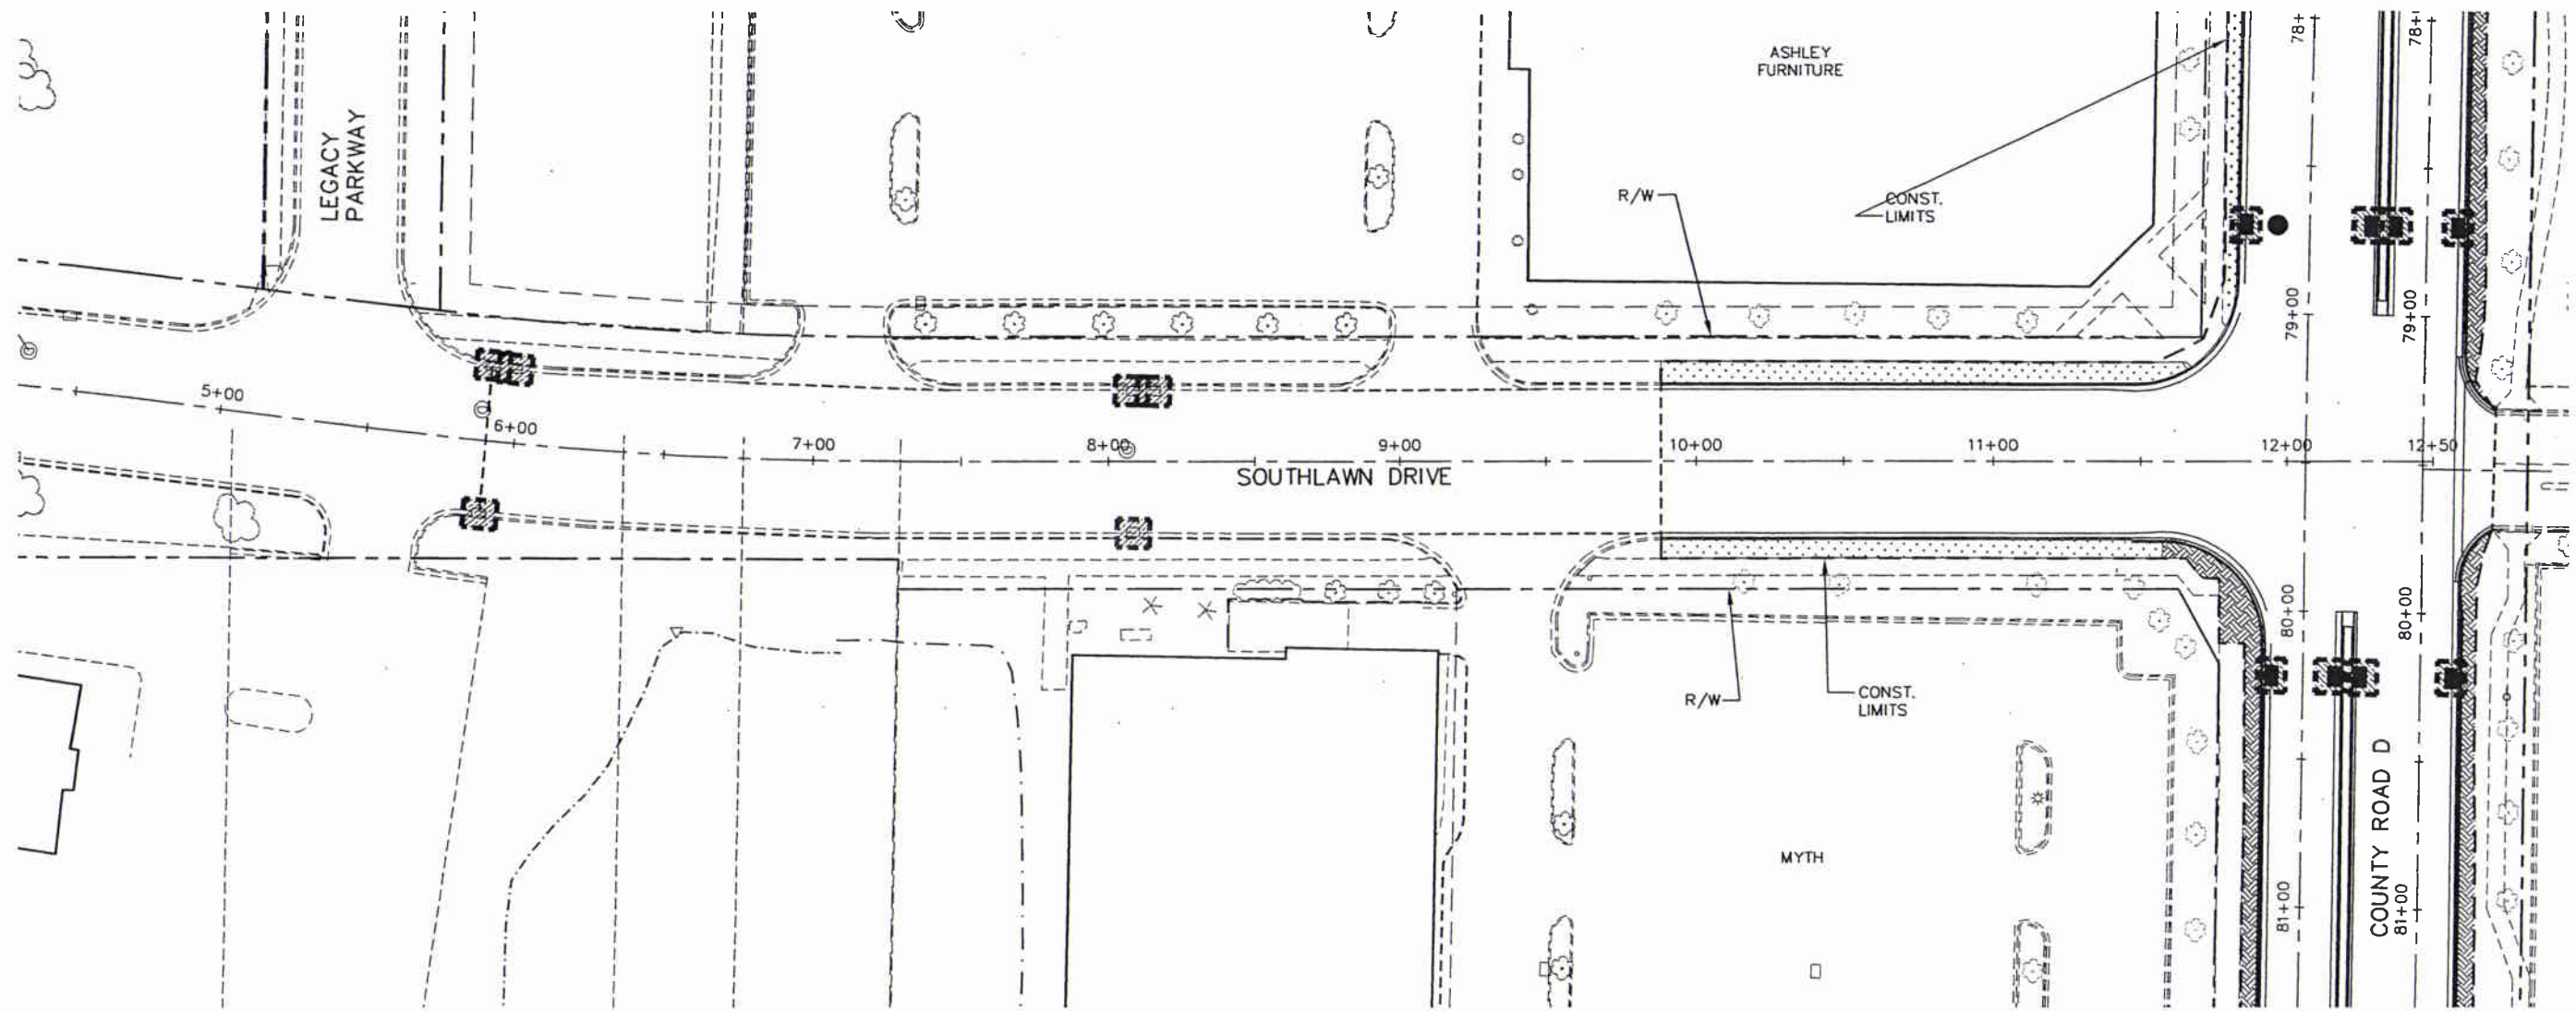 ASHLEY
FURNITURE
78+
78+
LEGACY
PARKWAY
R/W
CONST.
LIMITS
79+00
79+00
5+00
6+00
7+00
8+00
9+00
10+00
11+00
12+00
12+50
SOUTHLAWN DRIVE
80+00
80+00
R/W
CONST.
LIMITS
MYTH
COUNTY ROAD D
81+00
81+00